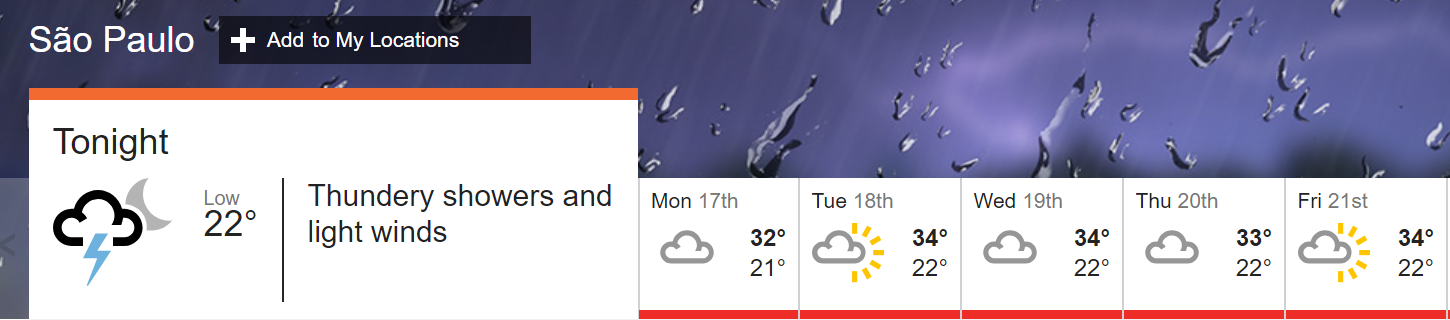 São Paulo
Add to My Locations
Tonight
Low
22°
Thundery showers and
light winds
Mon 17th
32°
21°
Tue 18th
34°
22°
Wed 19th
34°
22°
Thu 20th
33°
22°
Fri 21st
34°
22°